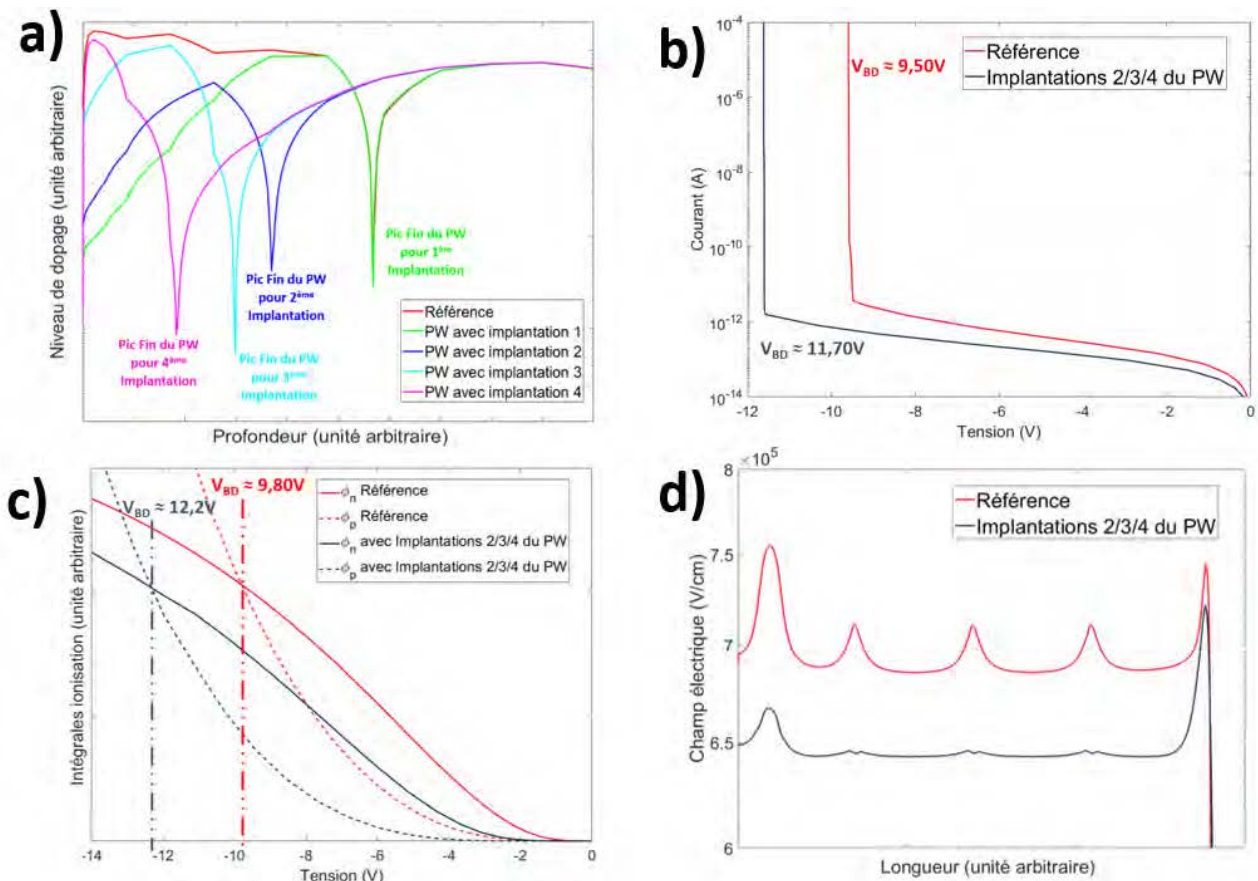 a)
Niveau de dopage (unité arbitraire)
Pic Fin du PW
pour 1ère
Implantation
Pic Fin du PW
pour 2ème
Implantation
Pic Fin du PW
pour 4ème
Implantation
Pic Fin du PW
pour 3ème
implantation
Référence
PW avec implantation 1
PW avec implantation 2
PW avec implantation 3
PW avec implantation 4
Profondeur (unité arbitraire)
b)
Courant (A)
10-4
10-6
10-8
10-10
10-12
10-14
VBD ≈ 9,50V
Référence
Implantations 2/3/4 du PW
VBD ≈ 11,70V
-12 -10 -8 -6 -4 -2 0
Tension (V)
c)
Intégrales ionisation (unité arbitraire)
VBD ≈ 9,80V
VBD ≈ 12,2V
ϕn Référence
ϕp Référence
ϕn avec Implantations 2/3/4 du PW
ϕp avec Implantations 2/3/4 du PW
-14 -12 -10 -8 -6 -4 -2 0
Tension (V)
d)
Champ électrique (V/cm)
×105
8
7.5
7
6.5
6
Référence
Implantations 2/3/4 du PW
Longueur (unité arbitraire)